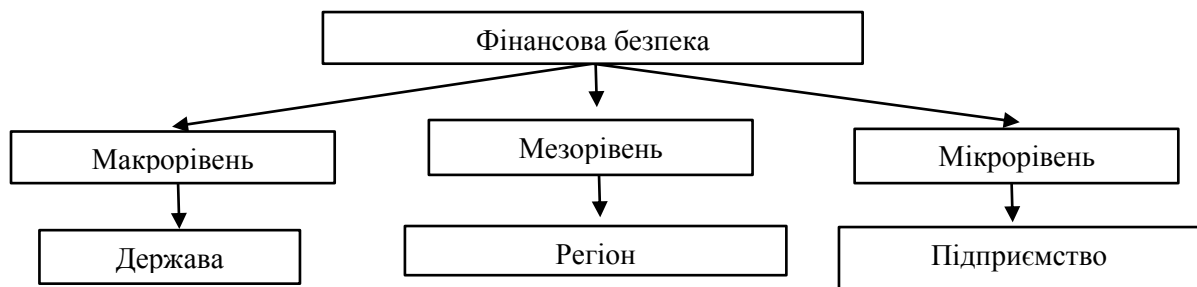 Фінансова безпека
Макрорівень
Мезорівень
Мікрорівень
Держава
Регіон
Підприємство